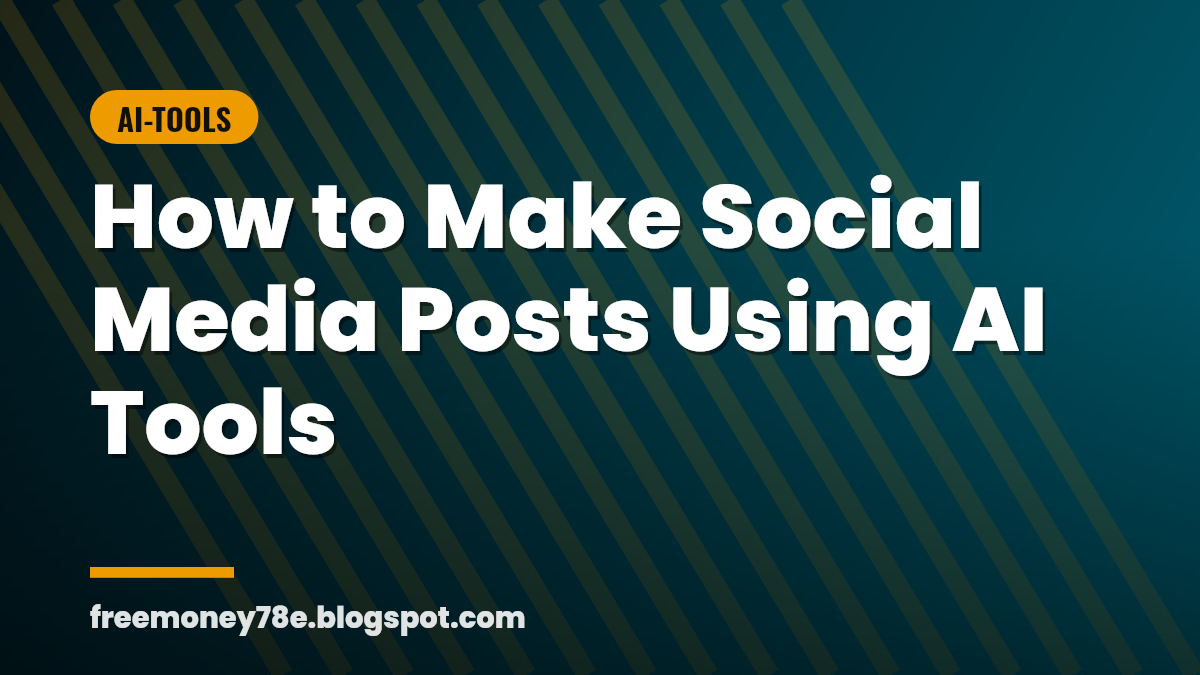 AI-TOOLS
How to Make Social
Media Posts Using AI
Tools
freemoney78e.blogspot.com